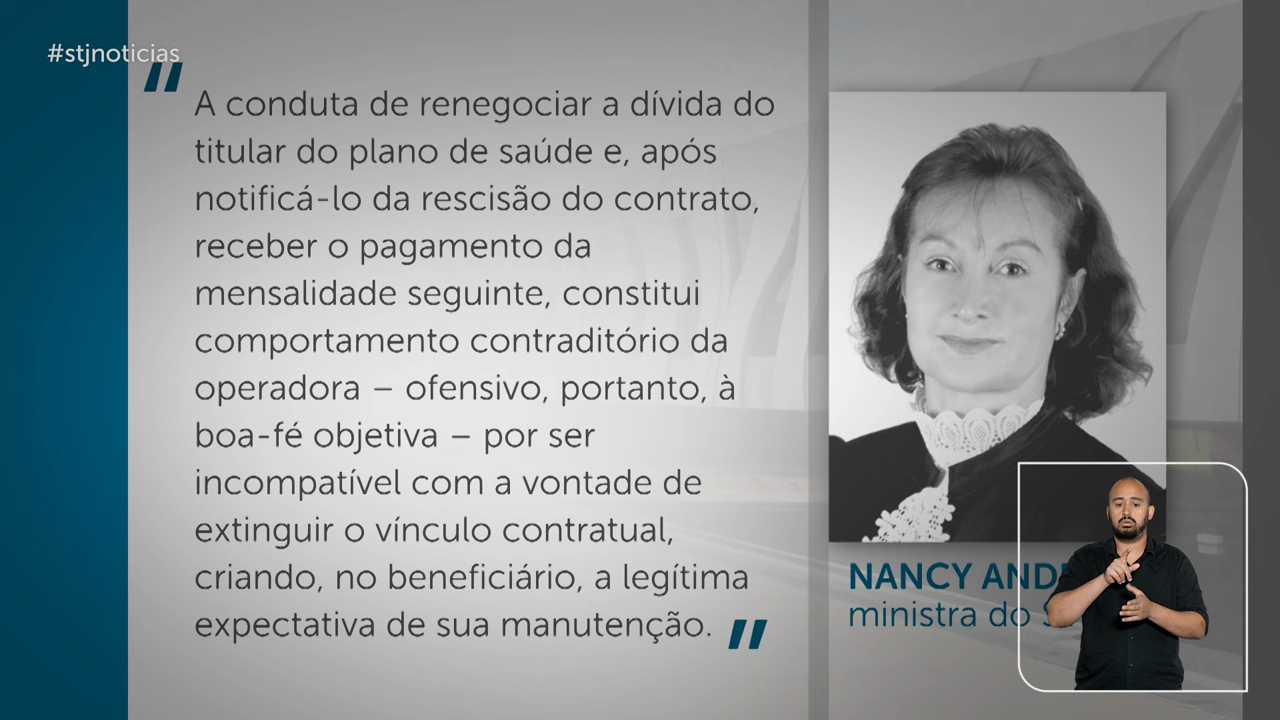 #stjnoticias
"
A conduta de renegociar a dívida do
titular do plano de saúde e, após
notificá-lo da rescisão do contrato,
receber o pagamento da
mensalidade seguinte, constitui
comportamento contraditório da
operadora – ofensivo, portanto, à
boa-fé objetiva – por ser
incompatível com a vontade de
extinguir o vínculo contratual,
criando, no beneficiário, a legítima
expectativa de sua manutenção. "
NANCY
ministra do